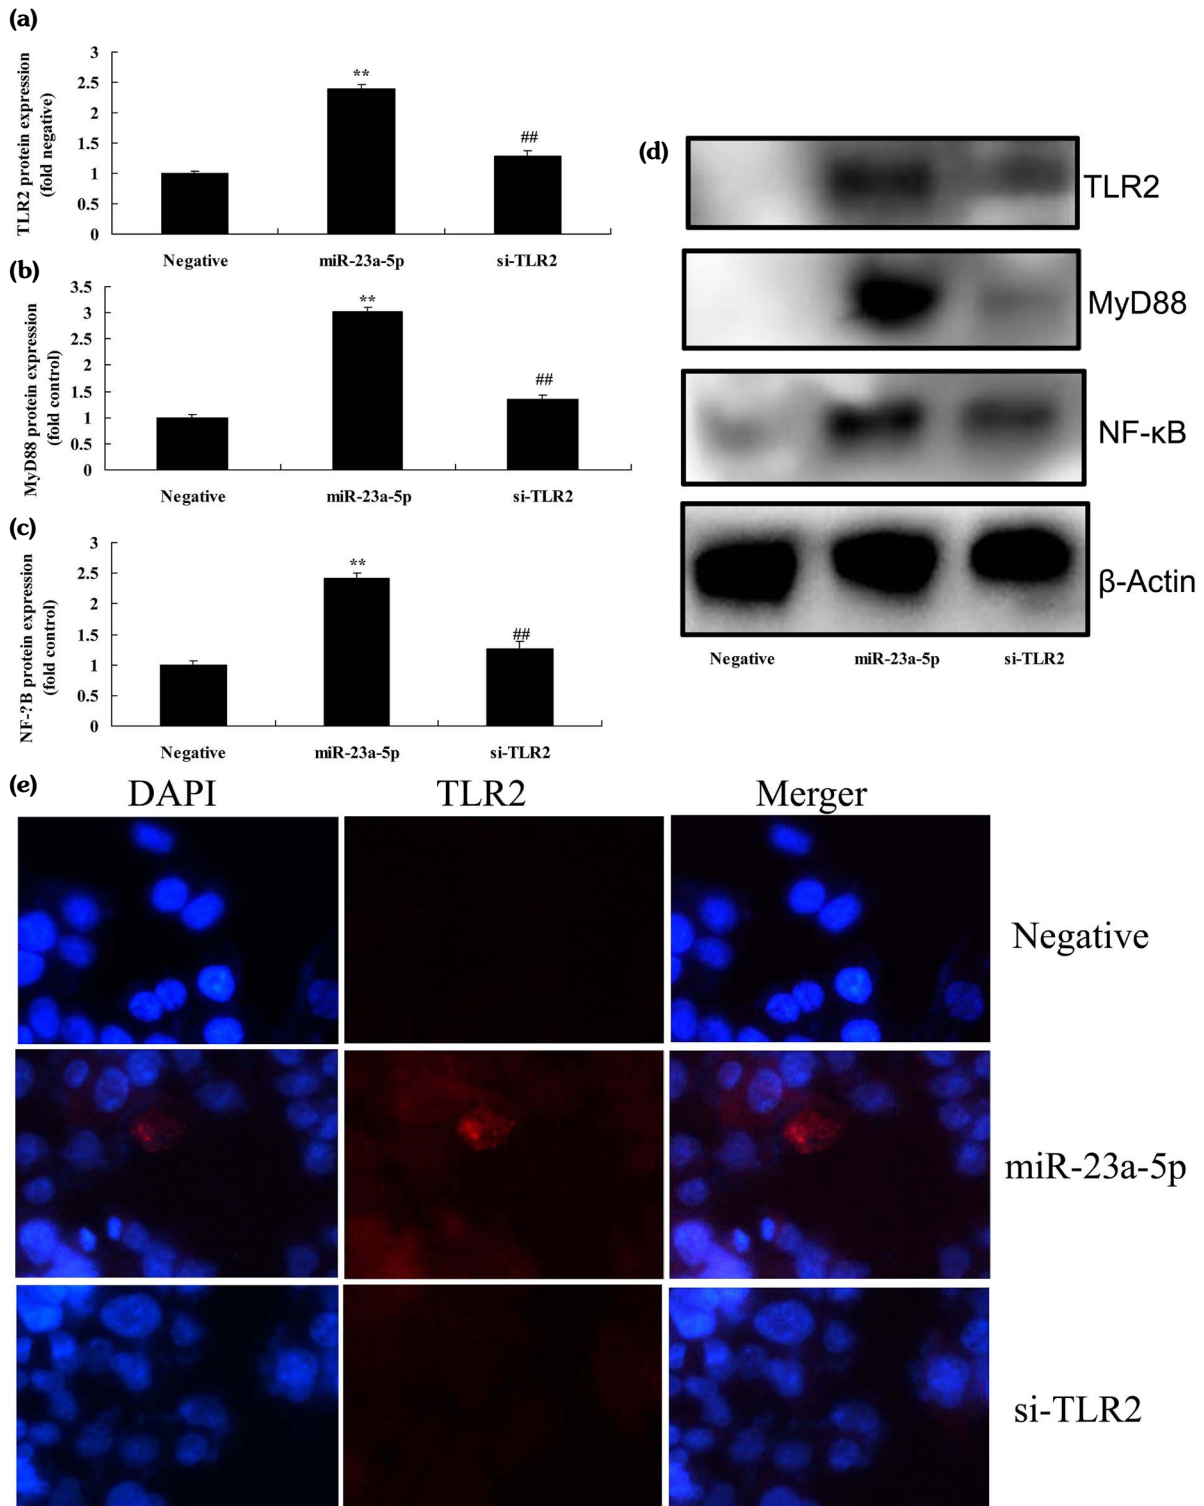 (a)
TLR2 protein expression
(fold negative)
3
2.5
2
1.5
1
0.5
0
**
##
Negative miR-23a-5p si-TLR2
(b)
MyD88 protein expression
(fold control)
3.5
3
2.5
2
1.5
1
0.5
0
**
##
Negative miR-23a-5p si-TLR2
(c)
NF-?B protein expression
(fold control)
3
2.5
2
1.5
1
0.5
0
**
##
Negative miR-23a-5p si-TLR2
(d)
TLR2
MyD88
NF-κB
β-Actin
Negative miR-23a-5p si-TLR2
(e)
DAPI TLR2 Merger
Negative
miR-23a-5p
si-TLR2